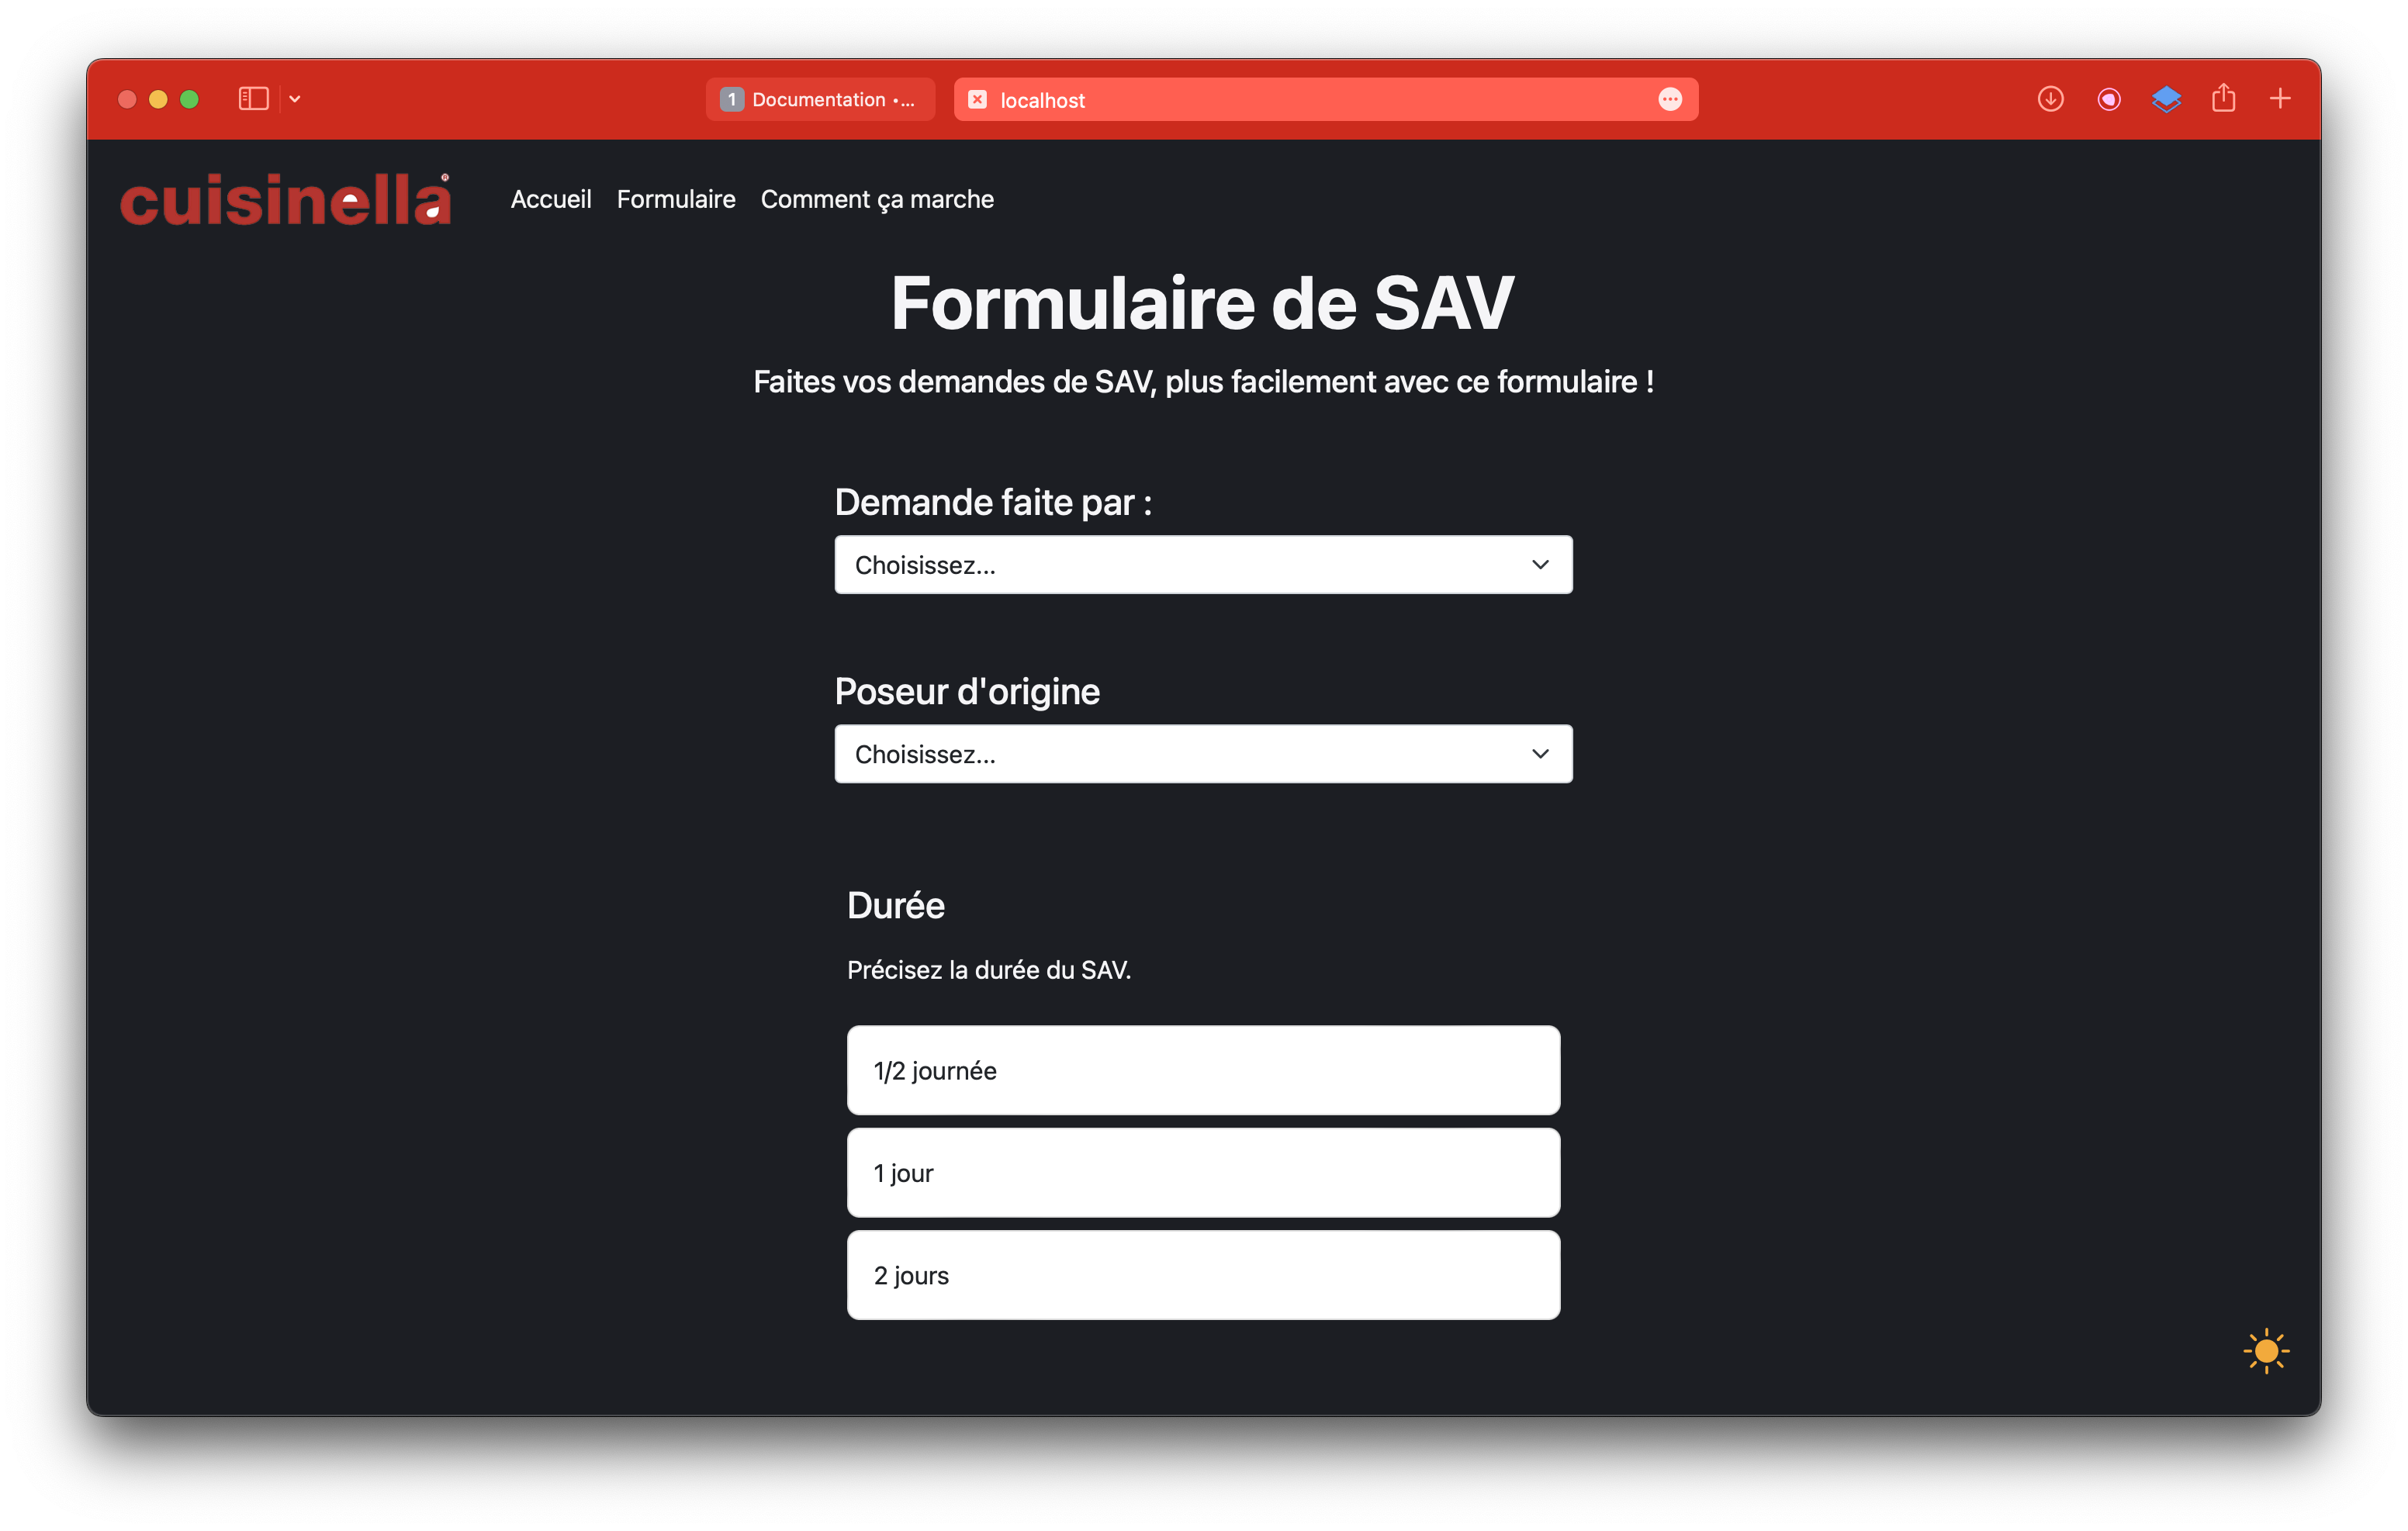 1 Documentation •...
localhost
cuisinella®
Accueil Formulaire Comment ça marche
Formulaire de SAV
Faites vos demandes de SAV, plus facilement avec ce formulaire !
Demande faite par :
Choisissez...
Poseur d'origine
Choisissez...
Durée
Précisez la durée du SAV.
1/2 journée
1 jour
2 jours